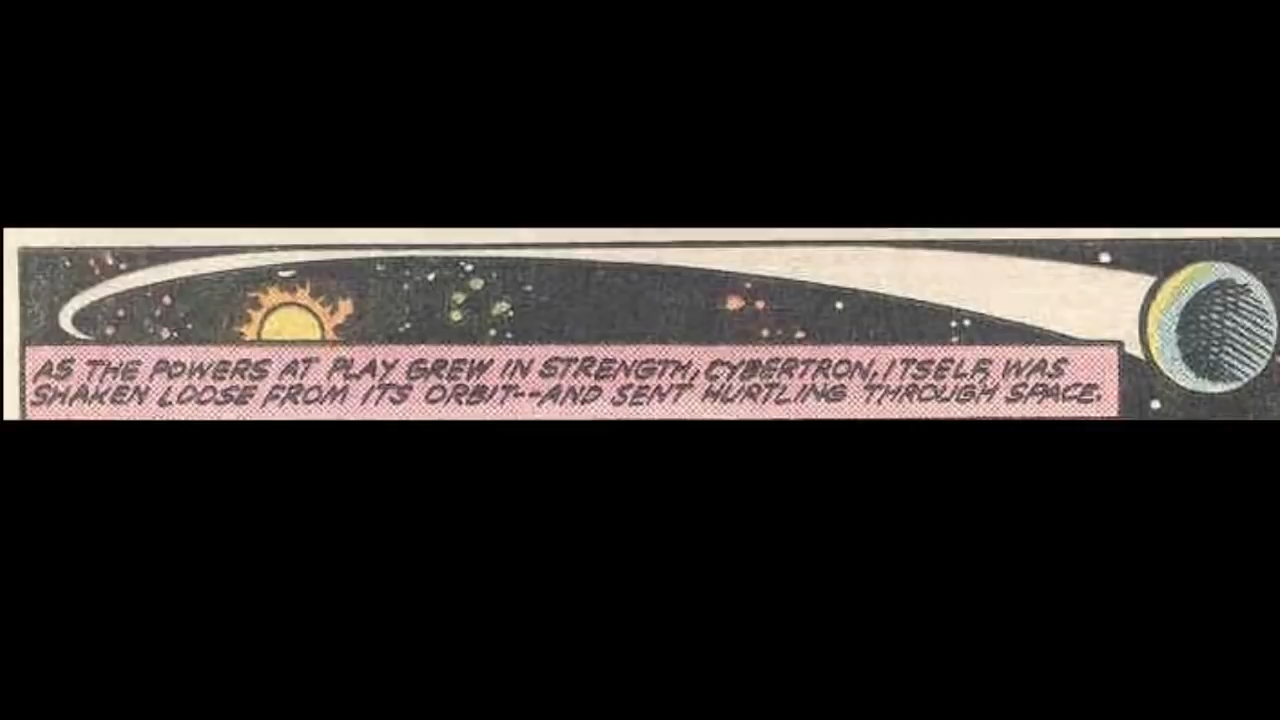 AS THE POWERS AT PLAY GREW IN STRENGTH, CYBERTRON, ITSELF, WAS
SHAKEN LOOSE FROM ITS ORBIT--AND SENT HURTLING THROUGH SPACE.